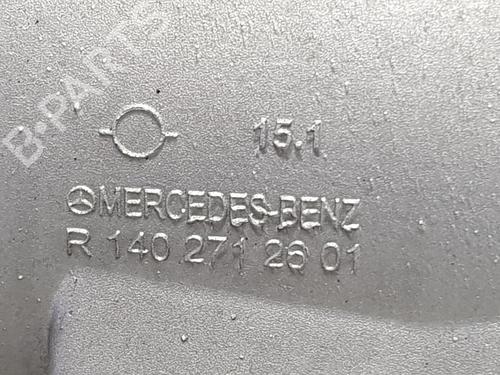 15.1
MERCEDES-BENZ
R 140 271 26 01
B-PARTS